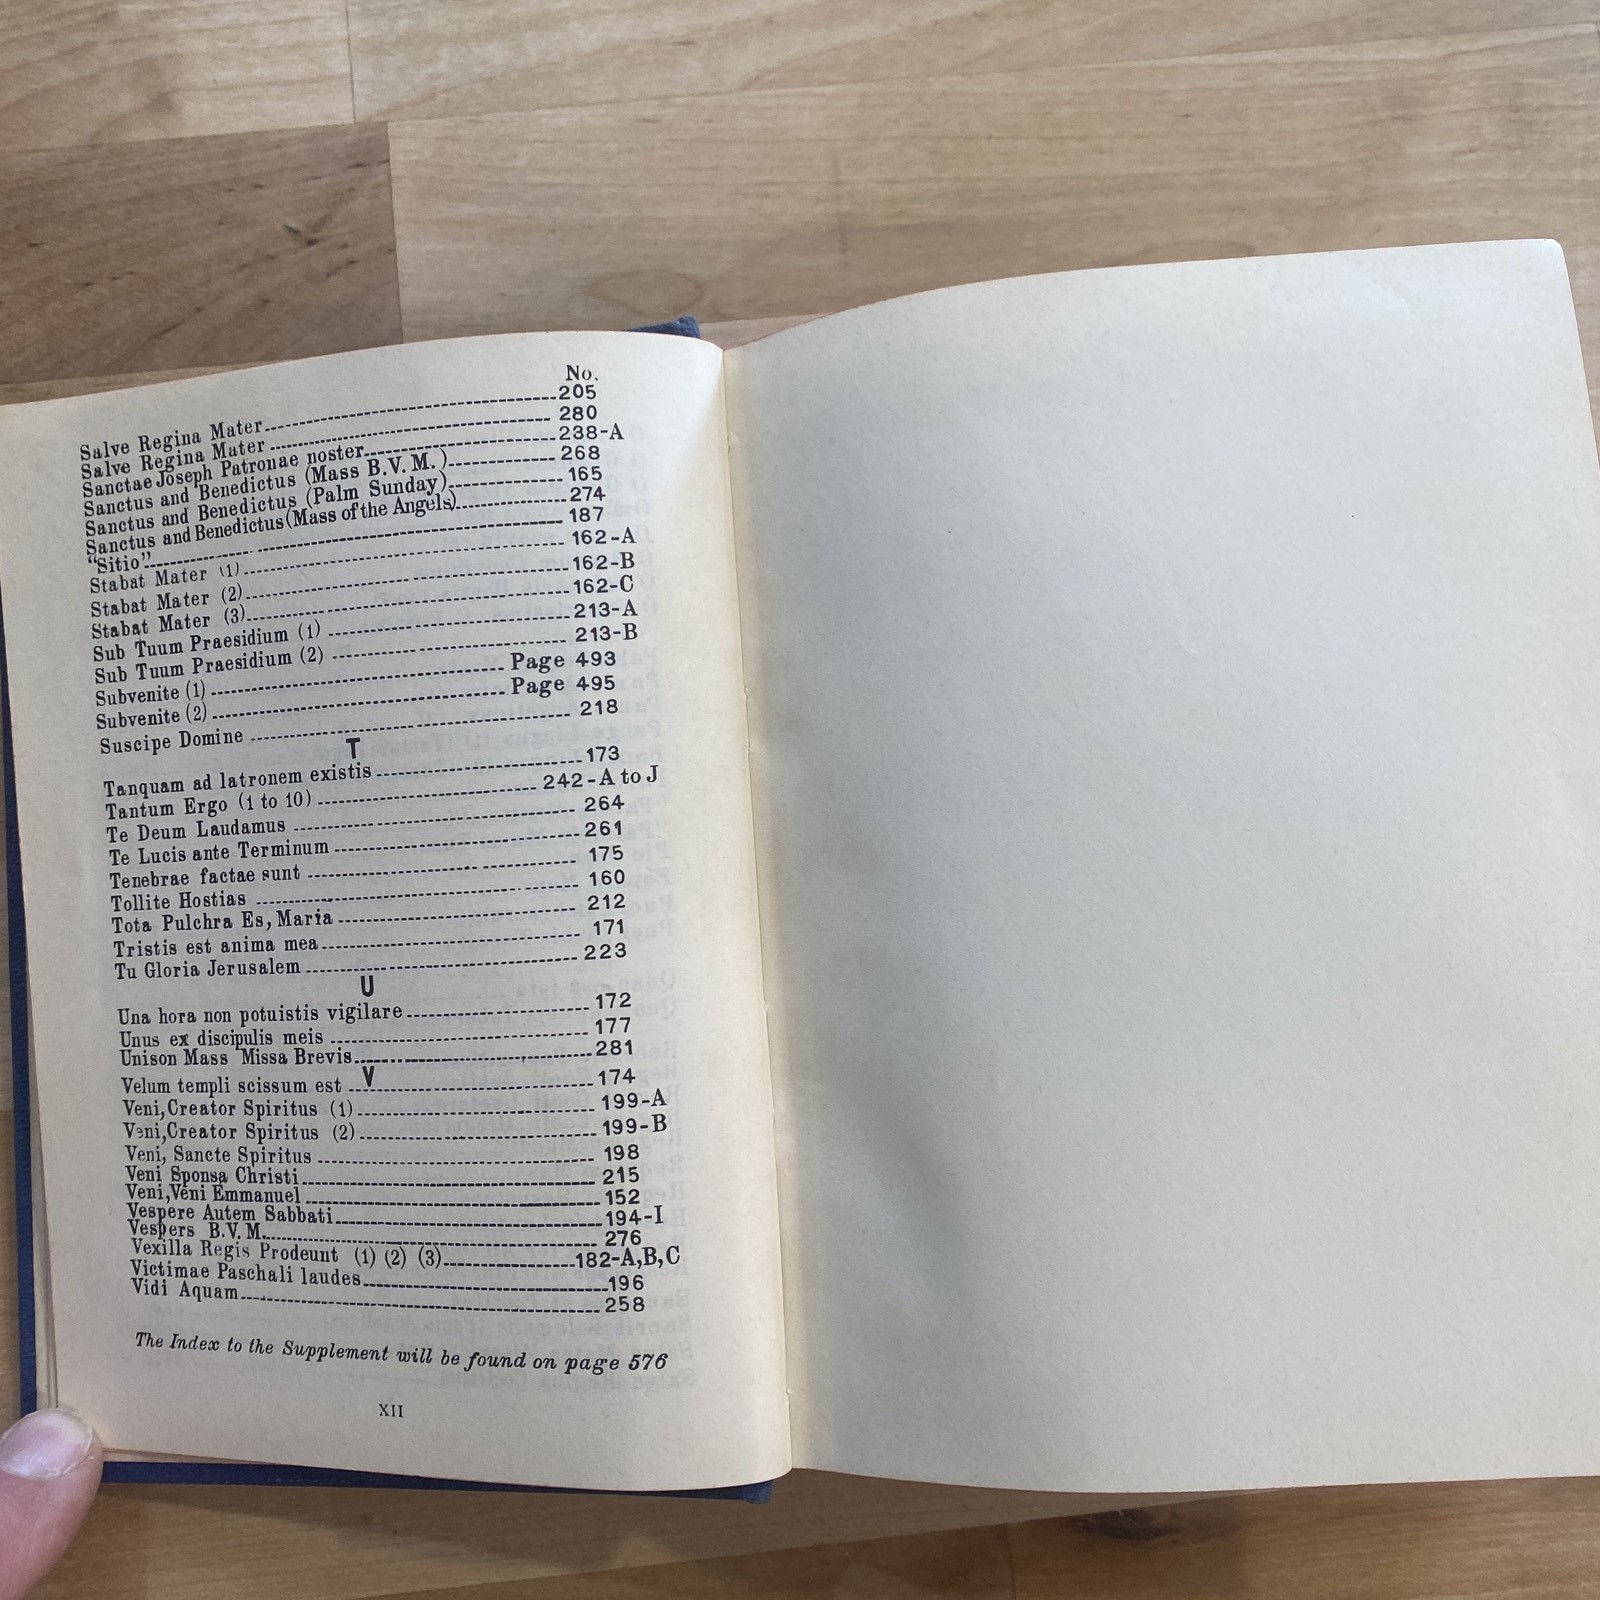 No.
Salve Regina Mater 205
Salve Regina Mater 280
Sanctae Joseph Patronae noster 238-A
Sanctus and Benedictus (Mass B.V.M.) 268
Sanctus and Benedictus (Palm Sunday) 165
Sanctus and Benedictus (Mass of the Angels) 274
"Sitio" 187
Stabat Mater (1) 162-A
Stabat Mater (2) 162-B
Stabat Mater (3) 162-C
Sub Tuum Praesidium (1) 213-A
Sub Tuum Praesidium (2) 213-B
Subvenite (1) Page 493
Subvenite (2) Page 495
Suscipe Domine 218
T
Tanquam ad latronem existis 173
Tantum Ergo (1 to 10) 242-A to J
Te Deum Laudamus 264
Te Lucis ante Terminum 261
Tenebrae factae sunt 175
Tollite Hostias 160
Tota Pulchra Es, Maria 212
Tristis est anima mea 171
Tu Gloria Jerusalem 223
U
Una hora non potuistis vigilare 172
Unus ex discipulis meis 177
Unison Mass Missa Brevis 281
V
Velum templi scissum est 174
Veni, Creator Spiritus (1) 199-A
Veni, Creator Spiritus (2) 199-B
Veni, Sancte Spiritus 198
Veni Sponsa Christi 215
Veni, Veni Emmanuel 152
Vespere Autem Sabbati 194-I
Vespers B.V.M. 276
Vexilla Regis Prodeunt (1) (2) (3) 182-A,B,C
Victimae Paschali laudes 196
Vidi Aquam 258
The Index to the Supplement will be found on page 576
XII